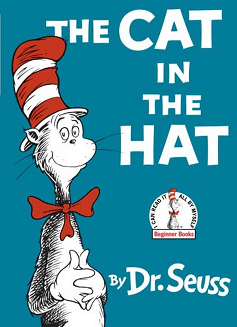 THE CAT
IN
THE
HAT
I CAN READ IT ALL BY MYSELF
Beginner Books
By Dr. Seuss